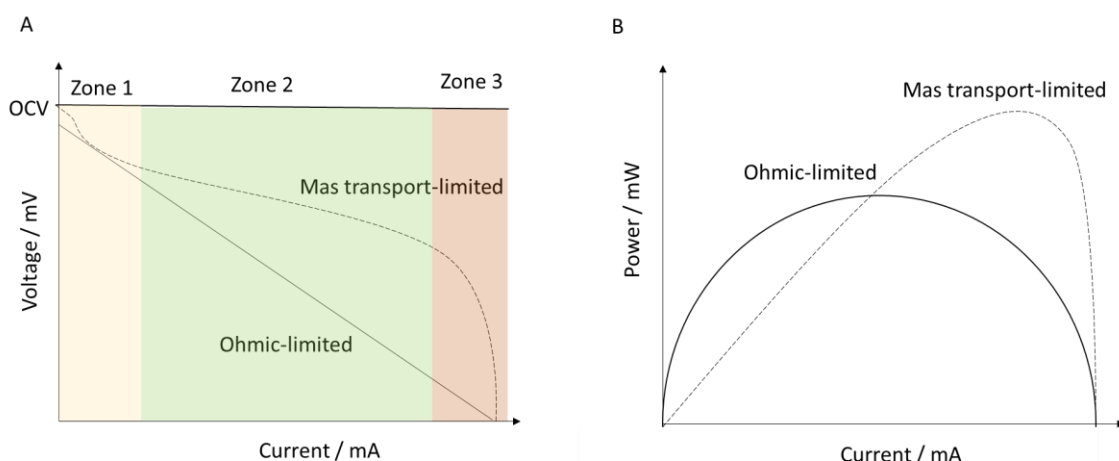 A
Zone 1
Zone 2
Zone 3
OCV
Voltage / mV
Mas transport-limited
Ohmic-limited
Current / mA
B
Mas transport-limited
Ohmic-limited
Power / mW
Current / mA